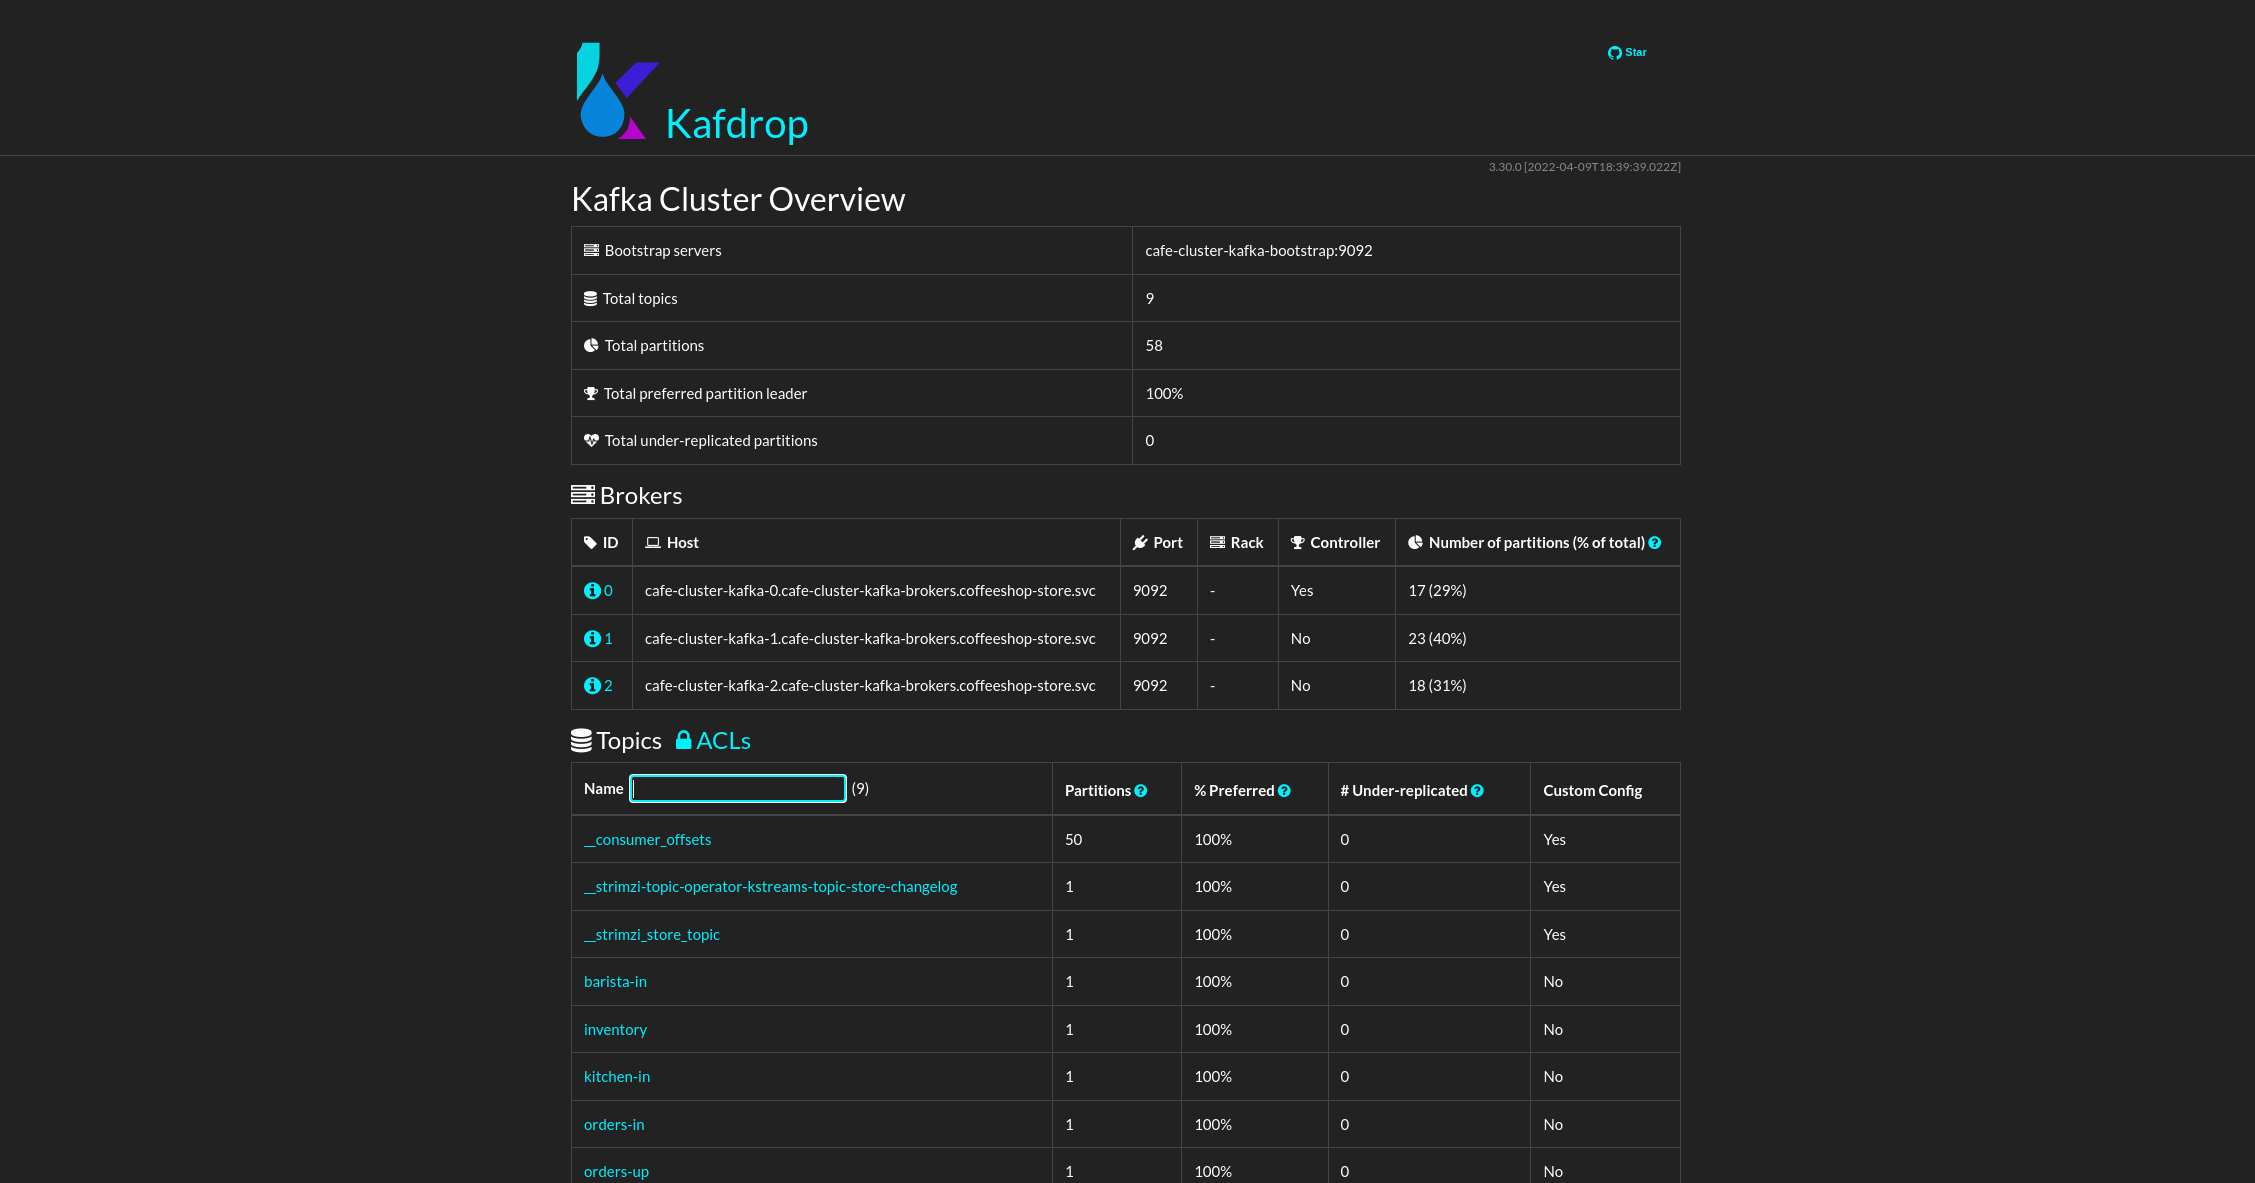 Star
Kafdrop
3.30.0 [2022-04-09T18:39:39.022Z]
Kafka Cluster Overview
Bootstrap servers cafe-cluster-kafka-bootstrap:9092
Total topics 9
Total partitions 58
Total preferred partition leader 100%
Total under-replicated partitions 0
Brokers
ID Host Port Rack Controller Number of partitions (% of total)
0 cafe-cluster-kafka-0.cafe-cluster-kafka-brokers.coffeeshop-store.svc 9092 - Yes 17 (29%)
1 cafe-cluster-kafka-1.cafe-cluster-kafka-brokers.coffeeshop-store.svc 9092 - No 23 (40%)
2 cafe-cluster-kafka-2.cafe-cluster-kafka-brokers.coffeeshop-store.svc 9092 - No 18 (31%)
Topics ACLs
Name (9) Partitions % Preferred # Under-replicated Custom Config
__consumer_offsets 50 100% 0 Yes
__strimzi-topic-operator-kstreams-topic-store-changelog 1 100% 0 Yes
__strimzi_store_topic 1 100% 0 Yes
barista-in 1 100% 0 No
inventory 1 100% 0 No
kitchen-in 1 100% 0 No
orders-in 1 100% 0 No
orders-up 1 100% 0 No